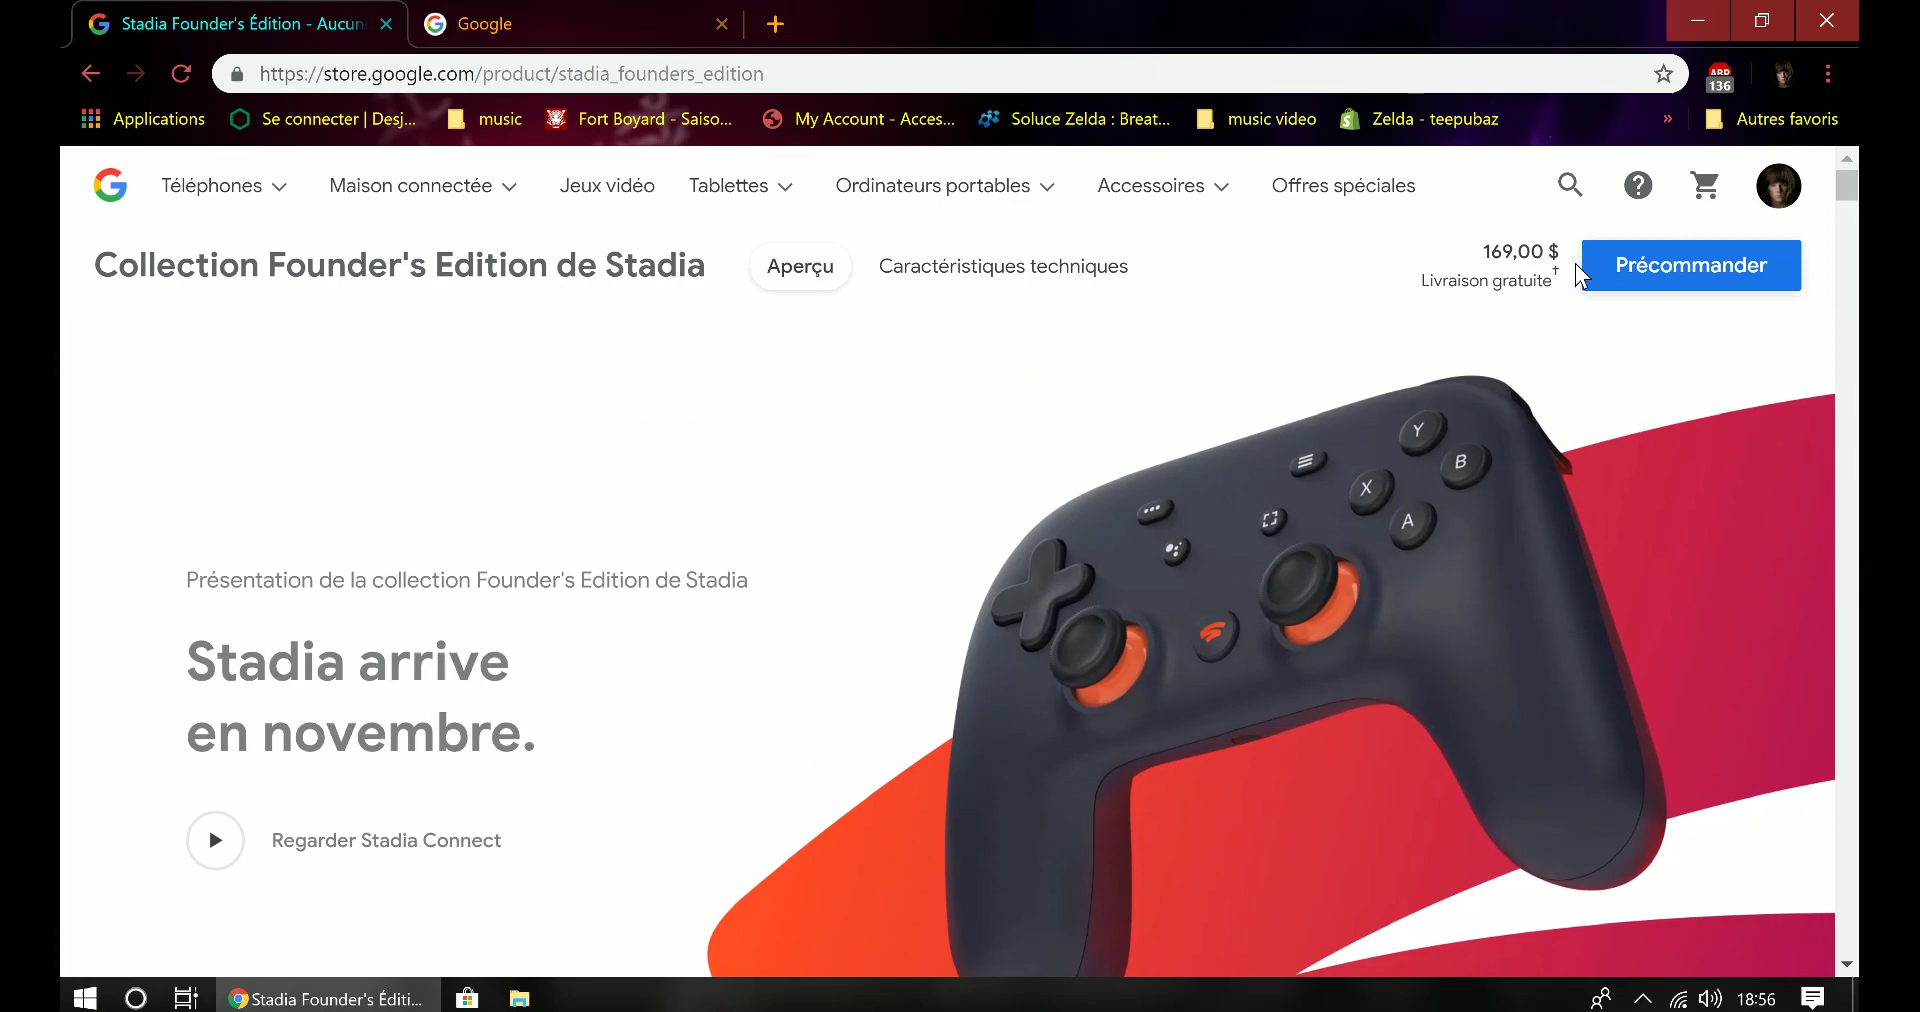 Stadia Founder's Édition - Aucun
Google
https://store.google.com/product/stadia_founders_edition
ABP
136
Applications
Se connecter | Desj...
music
Fort Boyard - Saiso...
My Account - Acces...
Soluce Zelda : Breat...
music video
Zelda - teepubaz
»
Autres favoris
Téléphones
Maison connectée
Jeux vidéo
Tablettes
Ordinateurs portables
Accessoires
Offres spéciales
Collection Founder's Edition de Stadia
Aperçu
Caractéristiques techniques
169,00 $
Livraison gratuite†
Précommander
Y
B
X
A
Présentation de la collection Founder's Edition de Stadia
Stadia arrive
en novembre.
Regarder Stadia Connect
Stadia Founder's Éditi...
18:56